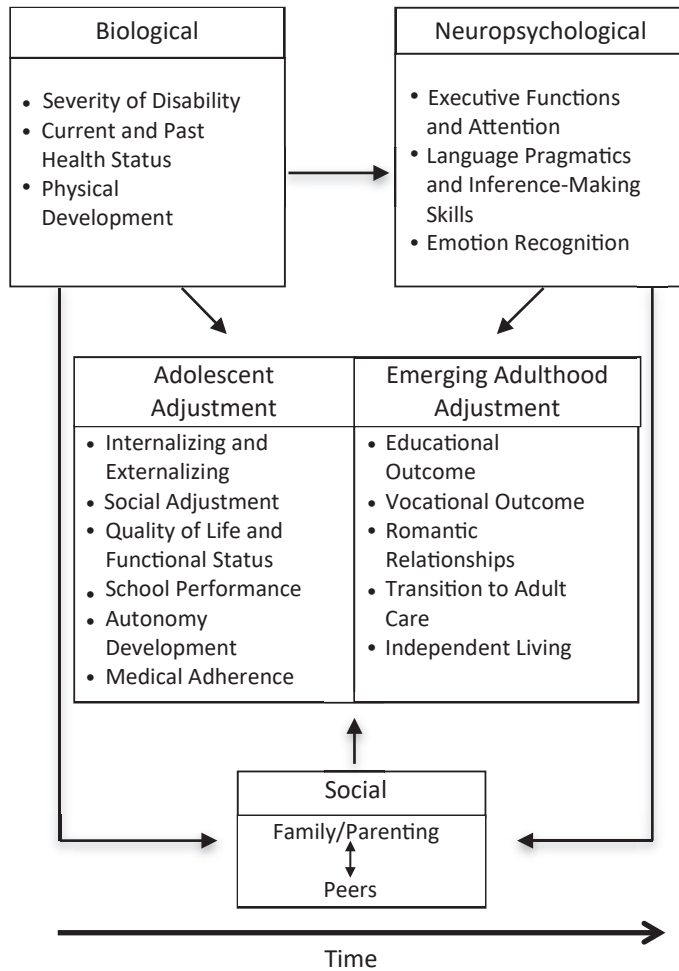 Biological
• Severity of Disability
• Current and Past
Health Status
• Physical
Development
Neuropsychological
• Executive Functions
and Attention
• Language Pragmatics
and Inference-Making
Skills
• Emotion Recognition
Adolescent
Adjustment
• Internalizing and
Externalizing
• Social Adjustment
• Quality of Life and
Functional Status
• School Performance
• Autonomy
Development
• Medical Adherence
Emerging Adulthood
Adjustment
• Educational
Outcome
• Vocational Outcome
• Romantic
Relationships
• Transition to Adult
Care
• Independent Living
Social
Family/Parenting
Peers
Time